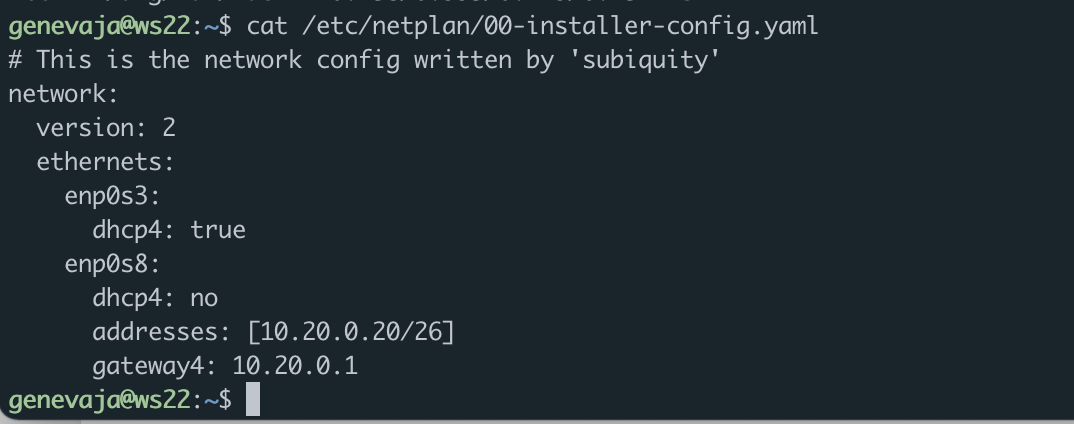 genevaja@ws22:~$ cat /etc/netplan/00-installer-config.yaml
# This is the network config written by 'subiquity'
network:
  version: 2
  ethernets:
    enp0s3:
      dhcp4: true
    enp0s8:
      dhcp4: no
      addresses: [10.20.0.20/26]
      gateway4: 10.20.0.1
genevaja@ws22:~$